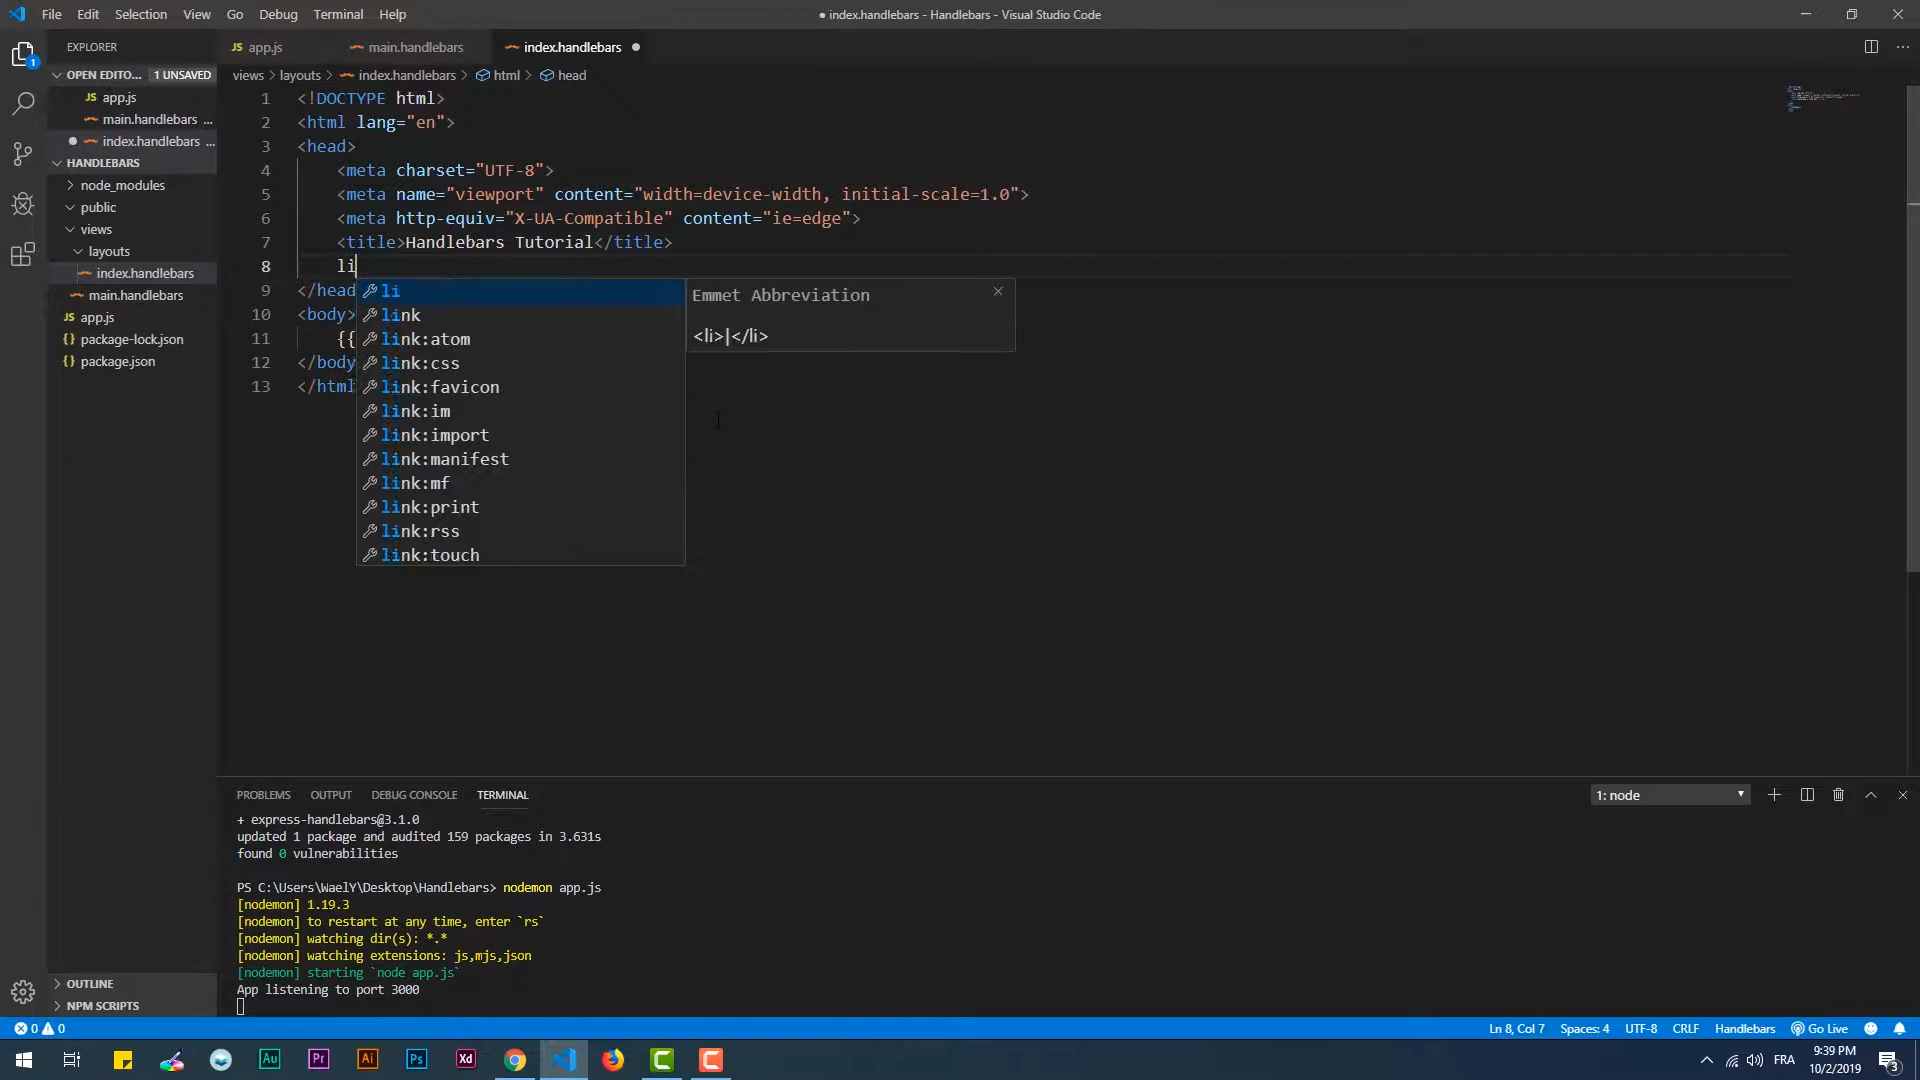 File Edit Selection View Go Debug Terminal Help
● index.handlebars - Handlebars - Visual Studio Code
EXPLORER
JS app.js
main.handlebars
index.handlebars
1
OPEN EDITO... 1 UNSAVED
views > layouts > index.handlebars > html > head
JS app.js
main.handlebars ...
index.handlebars ...
HANDLEBARS
node_modules
public
views
layouts
index.handlebars
main.handlebars
JS app.js
{} package-lock.json
{} package.json
1 <!DOCTYPE html>
2 <html lang="en">
3 <head>
4 <meta charset="UTF-8">
5 <meta name="viewport" content="width=device-width, initial-scale=1.0">
6 <meta http-equiv="X-UA-Compatible" content="ie=edge">
7 <title>Handlebars Tutorial</title>
8 li
9 </head
10 <body>
11 {{
12 </body
13 </html
li
link
link:atom
link:css
link:favicon
link:im
link:import
link:manifest
link:mf
link:print
link:rss
link:touch
Emmet Abbreviation
<li>|</li>
PROBLEMS OUTPUT DEBUG CONSOLE TERMINAL
1: node
+ express-handlebars@3.1.0
updated 1 package and audited 159 packages in 3.631s
found 0 vulnerabilities
PS C:\Users\WaelY\Desktop\Handlebars> nodemon app.js
[nodemon] 1.19.3
[nodemon] to restart at any time, enter `rs`
[nodemon] watching dir(s): *.*
[nodemon] watching extensions: js,mjs,json
[nodemon] starting `node app.js`
App listening to port 3000
OUTLINE
NPM SCRIPTS
0 0
Ln 8, Col 7 Spaces: 4 UTF-8 CRLF Handlebars Go Live
Au Pr Ai Ps Xd
FRA
9:39 PM
10/2/2019
3